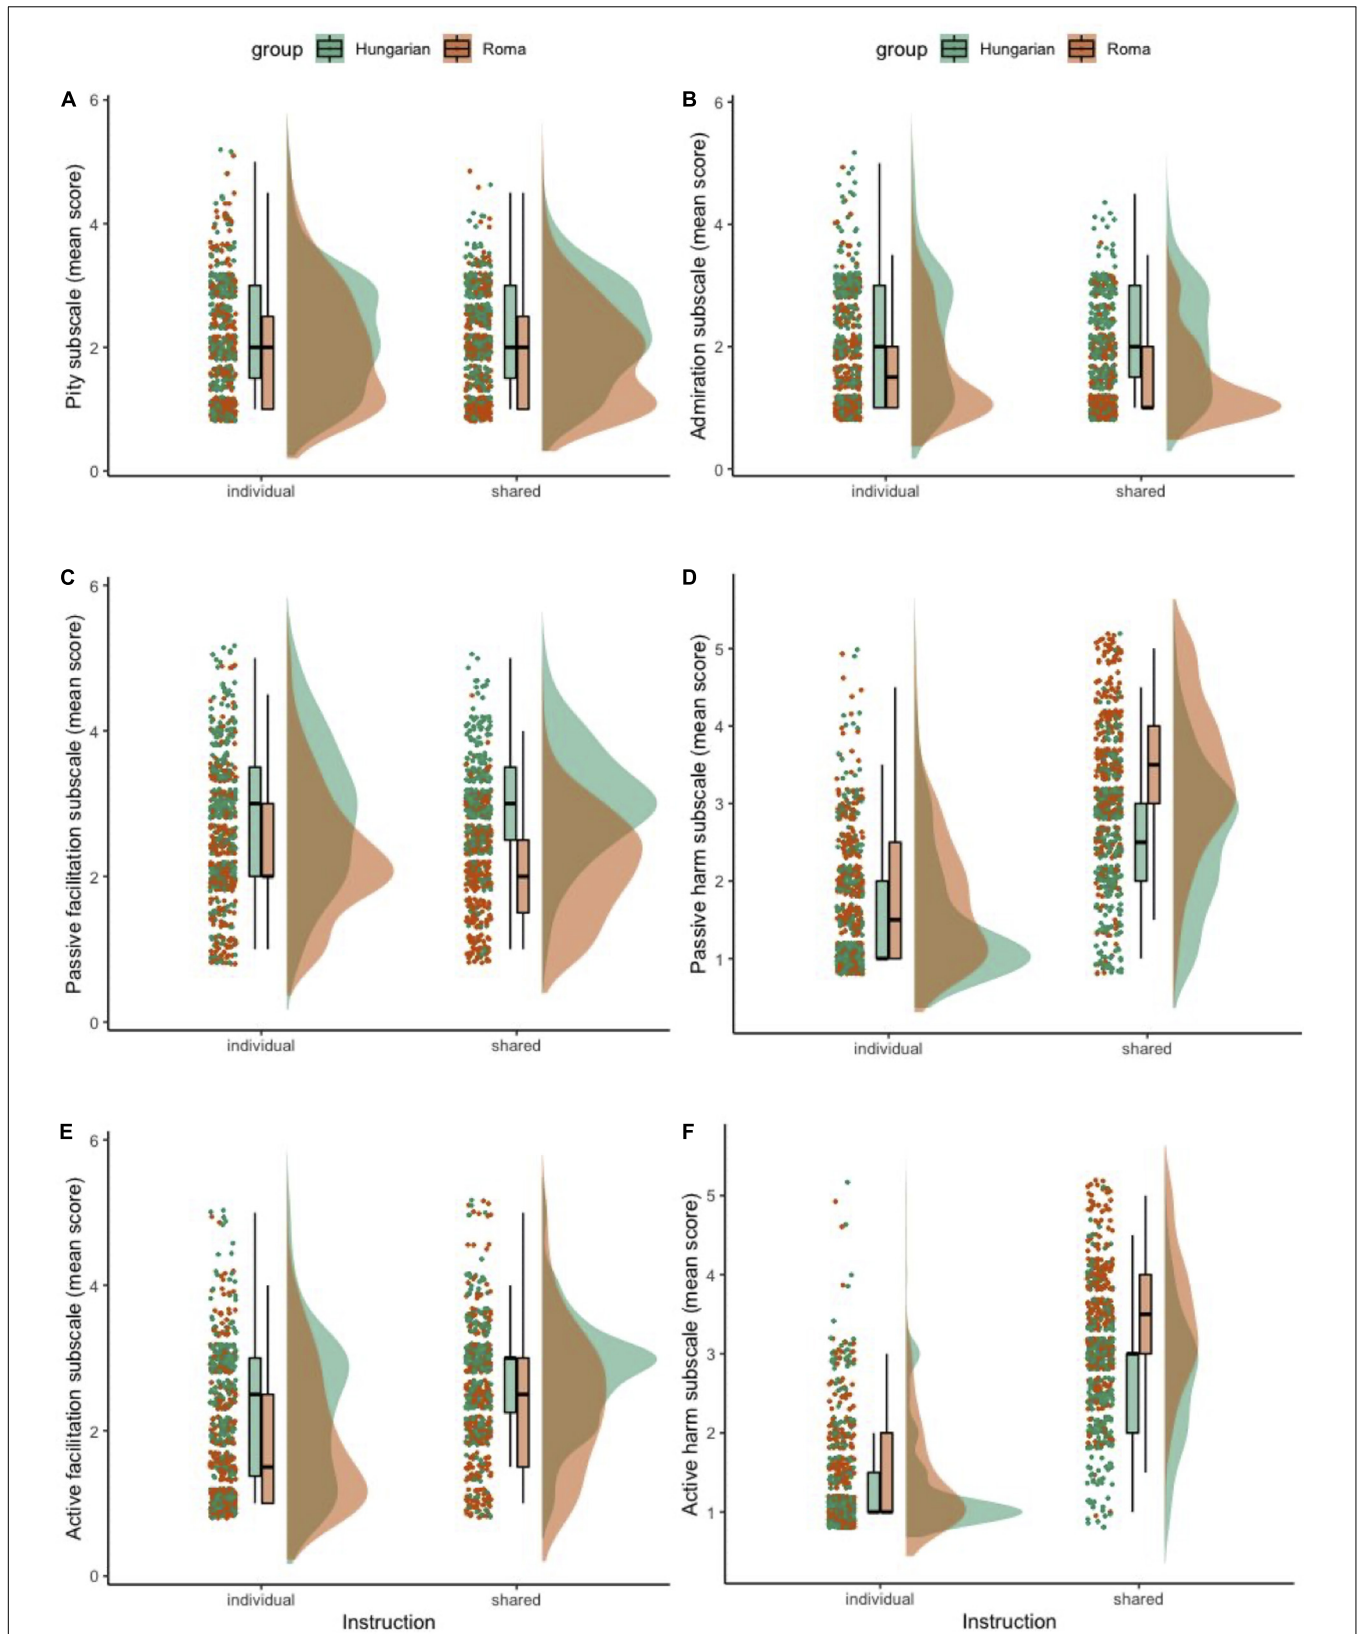 group Hungarian Roma
group Hungarian Roma
A
6
4
2
0
Pity subscale (mean score)
individual
shared
B
6
4
2
0
Admiration subscale (mean score)
individual
shared
C
6
4
2
0
Passive facilitation subscale (mean score)
individual
shared
D
5
4
3
2
1
Passive harm subscale (mean score)
individual
shared
E
6
4
2
0
Active facilitation subscale (mean score)
individual
shared
Instruction
F
5
4
3
2
1
Active harm subscale (mean score)
individual
shared
Instruction